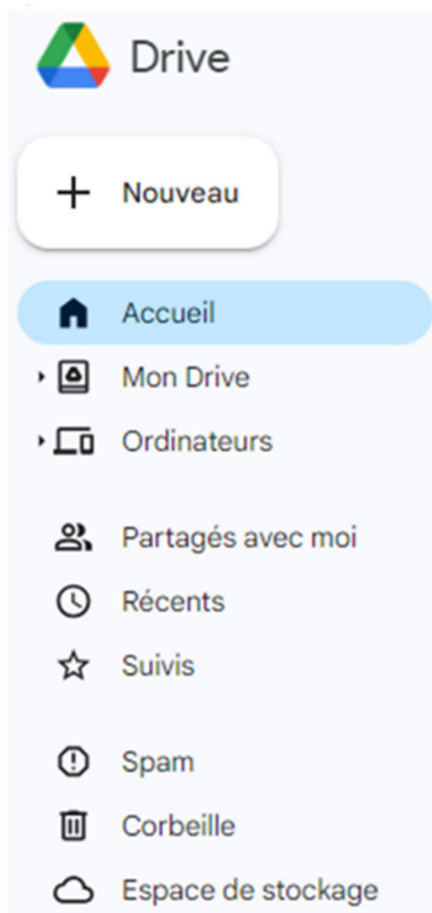 Drive
Nouveau
Accueil
Mon Drive
Ordinateurs
Partagés avec moi
Récents
Suivis
Spam
Corbeille
Espace de stockage